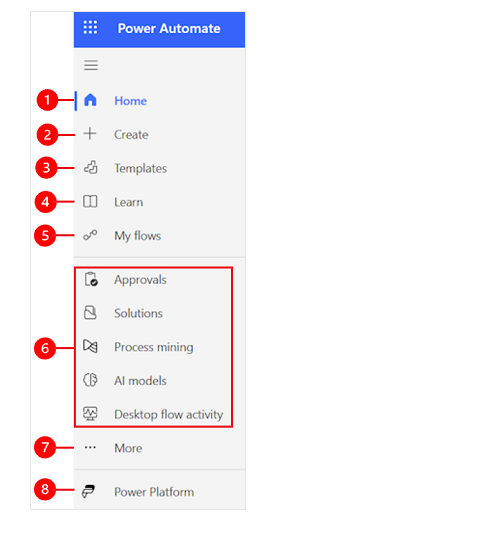 Power Automate
1 Home
2 Create
3 Templates
4 Learn
5 My flows
Approvals
Solutions
6 Process mining
AI models
Desktop flow activity
7 More
8 Power Platform